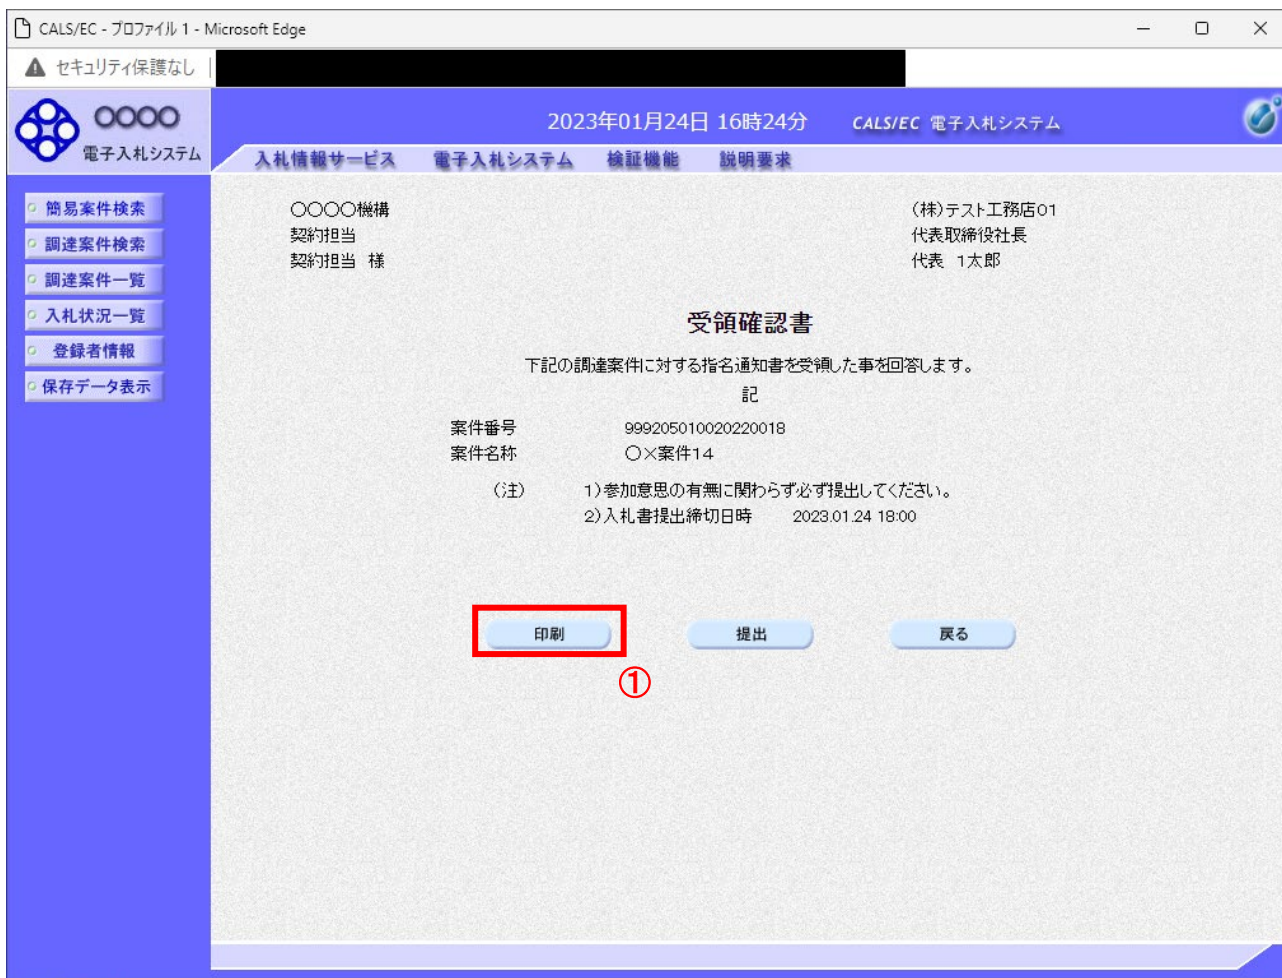 CALS/EC - プロファイル 1 - Microsoft Edge
セキュリティ保護なし
〇〇〇〇
電子入札システム
2023年01月24日 16時24分
CALS/EC 電子入札システム
入札情報サービス 電子入札システム 検証機能 説明要求
簡易案件検索
調達案件検索
調達案件一覧
入札状況一覧
登録者情報
保存データ表示
〇〇〇〇機構
契約担当
契約担当 様
(株)テスト工務店01
代表取締役社長
代表 1太郎
受領確認書
下記の調達案件に対する指名通知書を受領した事を回答します。
記
案件番号 999205010020220018
案件名称 〇×案件14
(注) 1)参加意思の有無に関わらず必ず提出してください。
2)入札書提出締切日時 2023.01.24 18:00
印刷 提出 戻る
①